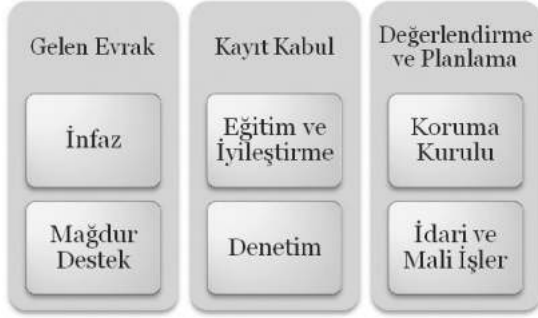 Gelen Evrak
İnfaz
Mağdur
Destek
Kayıt Kabul
Eğitim ve
İyileştirme
Denetim
Değerlendirme
ve Planlama
Koruma
Kurulu
İdari ve
Mali İşler